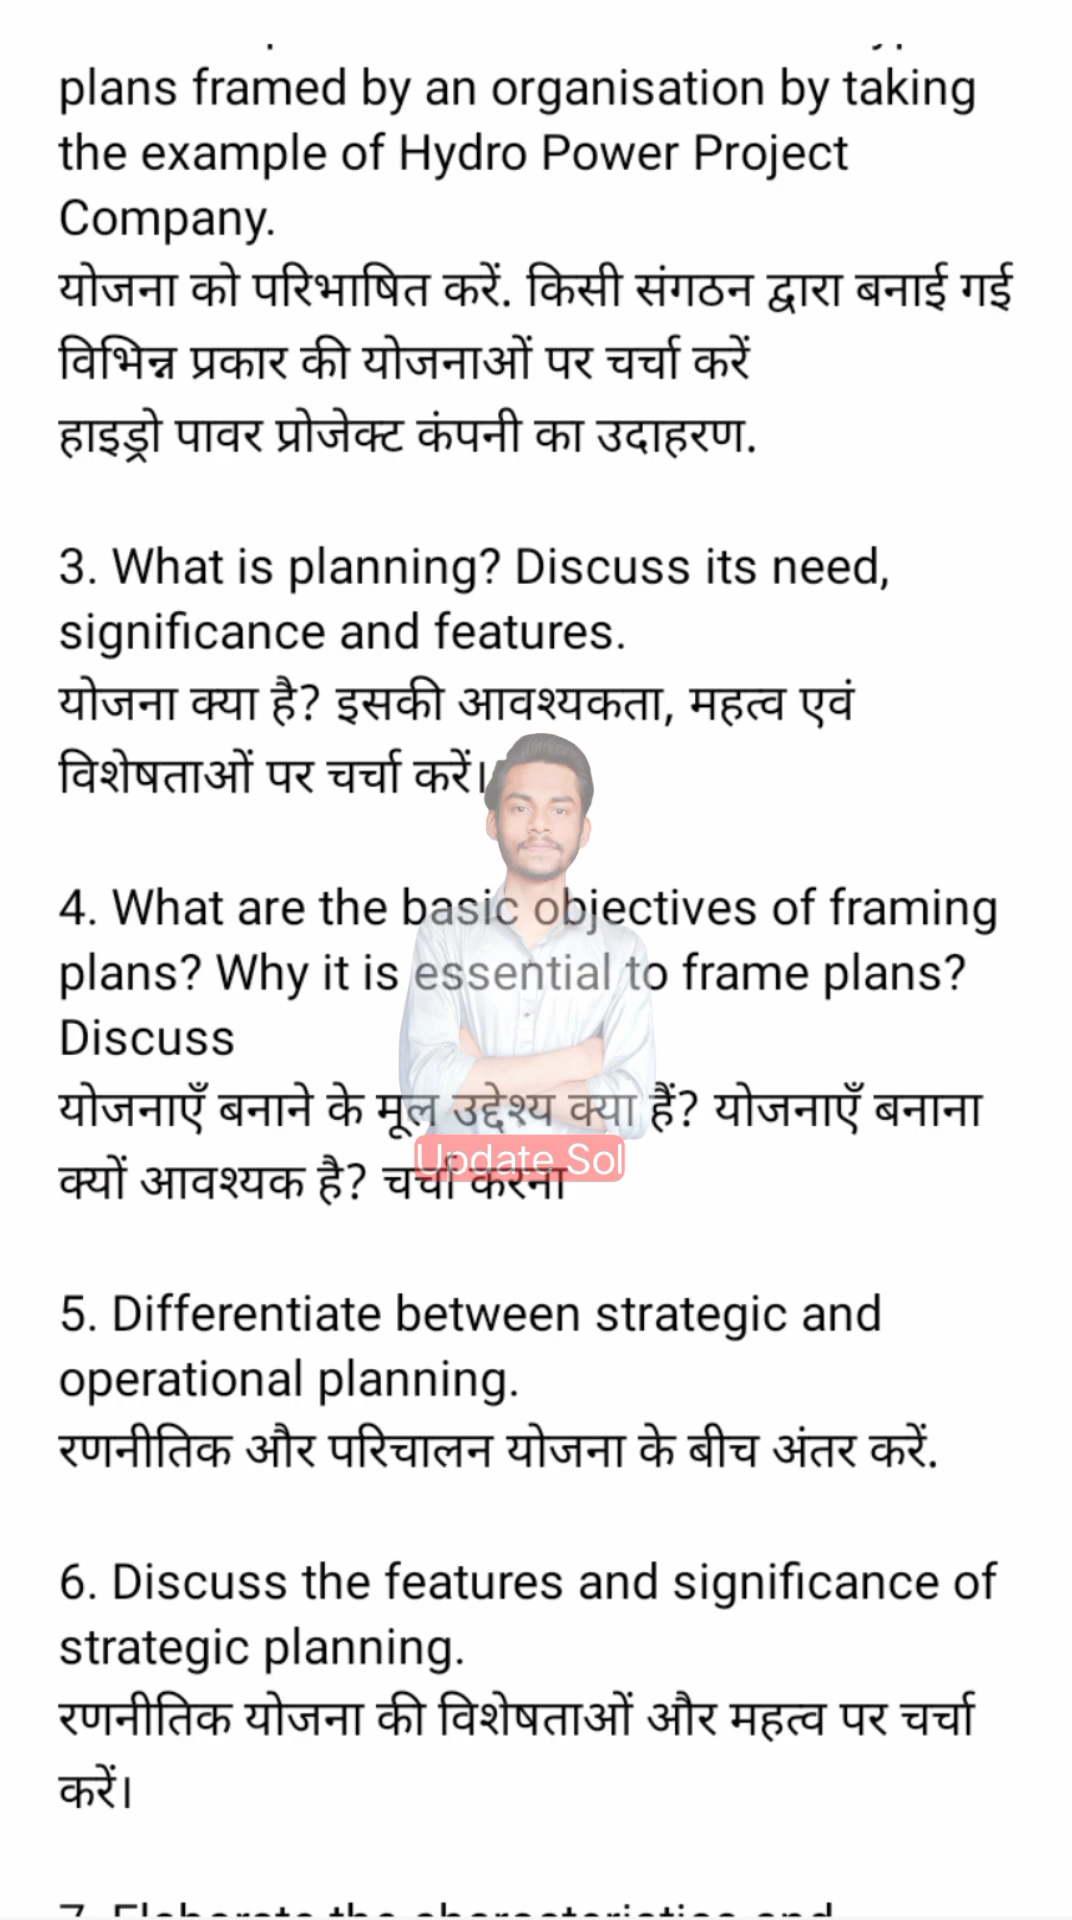 plans framed by an organisation by taking
the example of Hydro Power Project
Company.
योजना को परिभाषित करें. किसी संगठन द्वारा बनाई गई
विभिन्न प्रकार की योजनाओं पर चर्चा करें
हाइड्रो पावर प्रोजेक्ट कंपनी का उदाहरण.
3. What is planning? Discuss its need,
significance and features.
योजना क्या है? इसकी आवश्यकता, महत्व एवं
विशेषताओं पर चर्चा करें।
4. What are the basic objectives of framing
plans? Why it is essential to frame plans?
Discuss
योजनाएँ बनाने के मूल उद्देश्य क्या हैं? योजनाएँ बनाना
क्यों आवश्यक है? चर्चा करना
Update Sol
5. Differentiate between strategic and
operational planning.
रणनीतिक और परिचालन योजना के बीच अंतर करें.
6. Discuss the features and significance of
strategic planning.
रणनीतिक योजना की विशेषताओं और महत्व पर चर्चा
करें।
7. Elaborate the characteristics and